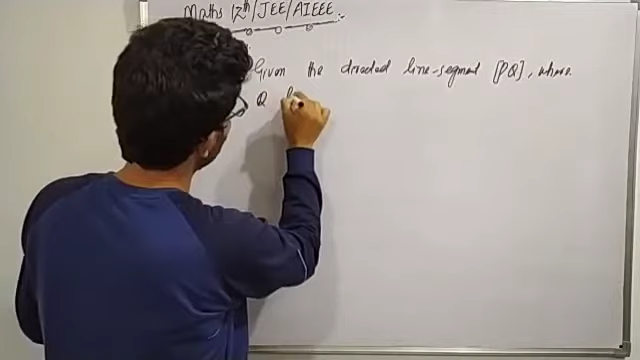 Maths 12th/JEE/AIEEE
Given the directed line-segment [PQ], where
Q